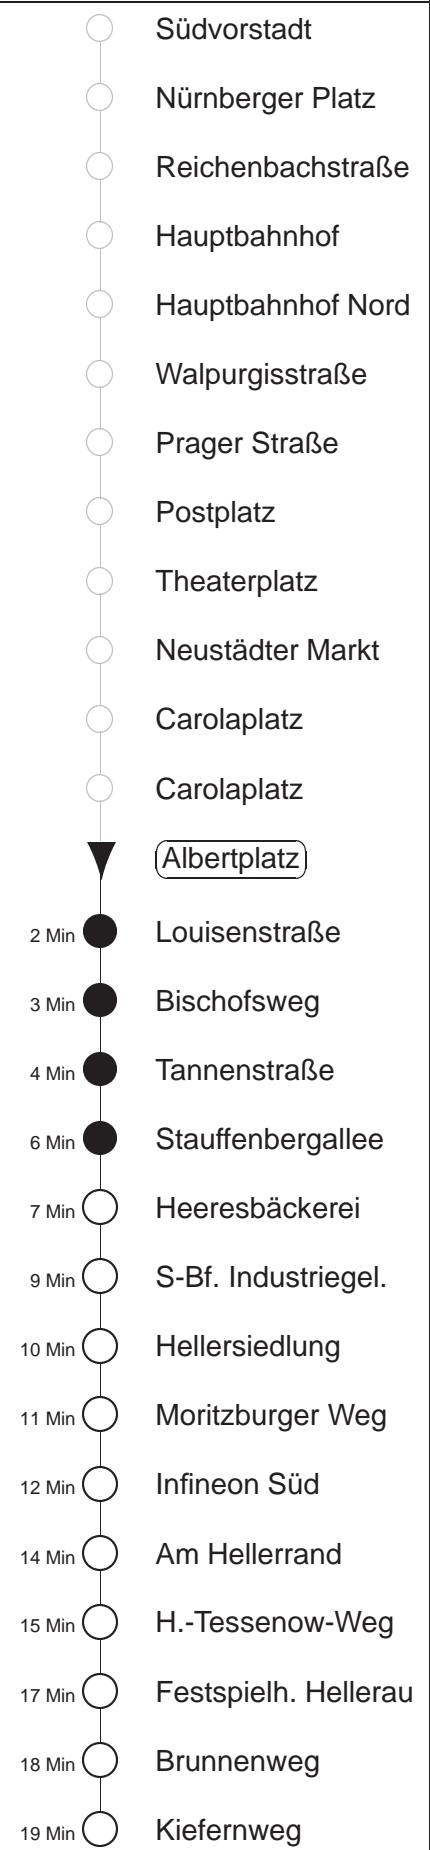 Südvorstadt
Nürnberger Platz
Reichenbachstraße
Hauptbahnhof
Hauptbahnhof Nord
Walpurgisstraße
Prager Straße
Postplatz
Theaterplatz
Neustädter Markt
Carolaplatz
Carolaplatz
Albertplatz
2 Min Louisenstraße
3 Min Bischofsweg
4 Min Tannenstraße
6 Min Stauffenbergallee
7 Min Heeresbäckerei
9 Min S-Bf. Industriegel.
10 Min Hellersiedlung
11 Min Moritzburger Weg
12 Min Infineon Süd
14 Min Am Hellerrand
15 Min H.-Tessenow-Weg
17 Min Festspielh. Hellerau
18 Min Brunnenweg
19 Min Kiefernweg